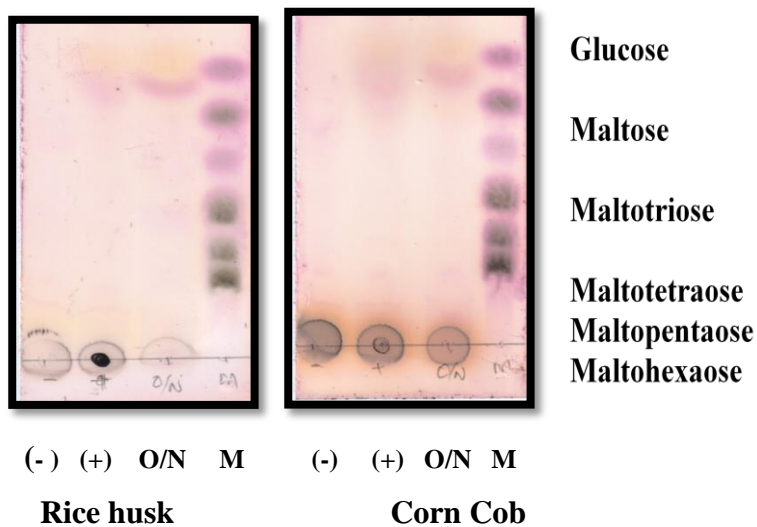 Glucose
Maltose
Maltotriose
Maltotetraose
Maltopentaose
Maltohexaose
- + O/N M
- + O/N M
(-) (+) O/N M (-) (+) O/N M
Rice husk Corn Cob